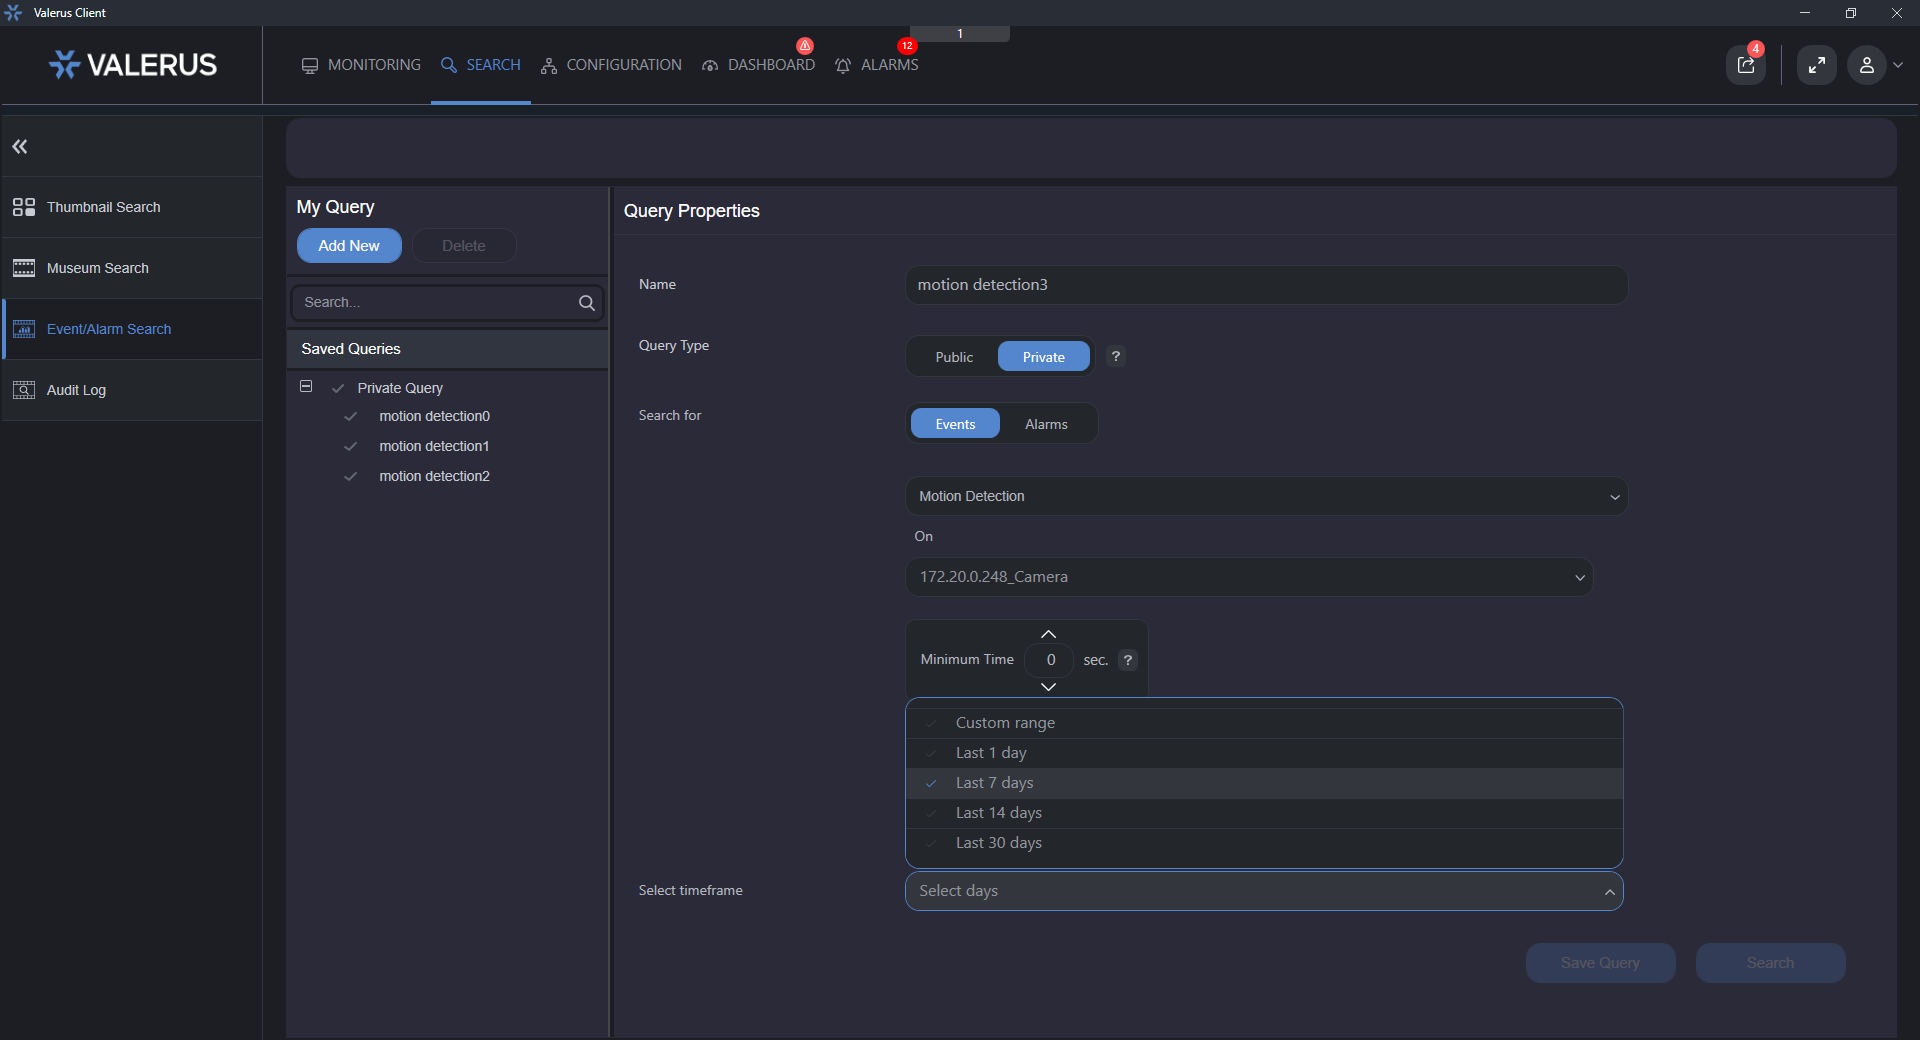 Valerus Client
1
VALERUS
MONITORING
SEARCH
CONFIGURATION
DASHBOARD
12
ALARMS
4
Thumbnail Search
Museum Search
Event/Alarm Search
Audit Log
My Query
Add New
Delete
Search...
Saved Queries
Private Query
motion detection0
motion detection1
motion detection2
Query Properties
Name
motion detection3
Query Type
Public
Private
?
Search for
Events
Alarms
Motion Detection
On
172.20.0.248_Camera
Minimum Time
0
sec.
?
Custom range
Last 1 day
Last 7 days
Last 14 days
Last 30 days
Select timeframe
Select days
Save Query
Search